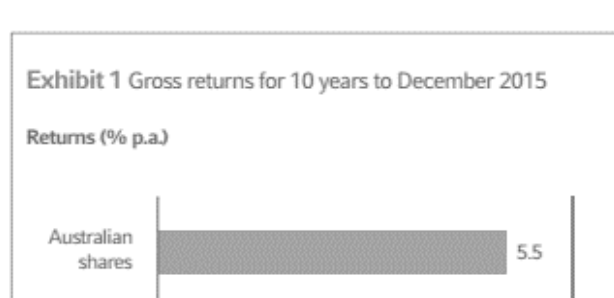 Exhibit 1 Gross returns for 10 years to December 2015
Returns (% p.a.)
Australian
shares
5.5